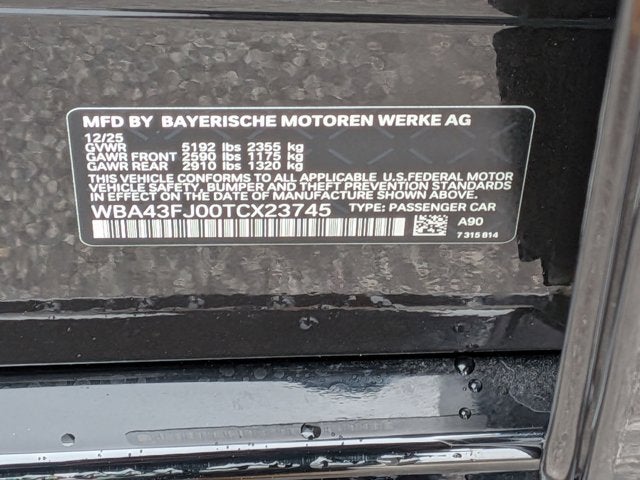 MFD BY BAYERISCHE MOTOREN WERKE AG
12/25
GVWR 5192 lbs 2355 kg
GAWR FRONT 2590 lbs 1175 kg
GAWR REAR 2910 lbs 1320 kg
THIS VEHICLE CONFORMS TO ALL APPLICABLE U.S.FEDERAL MOTOR
VEHICLE SAFETY, BUMPER AND THEFT PREVENTION STANDARDS
IN EFFECT ON THE DATE OF MANUFACTURE SHOWN ABOVE.
WBA43FJ00TCX23745 TYPE: PASSENGER CAR
A90
7 315 814